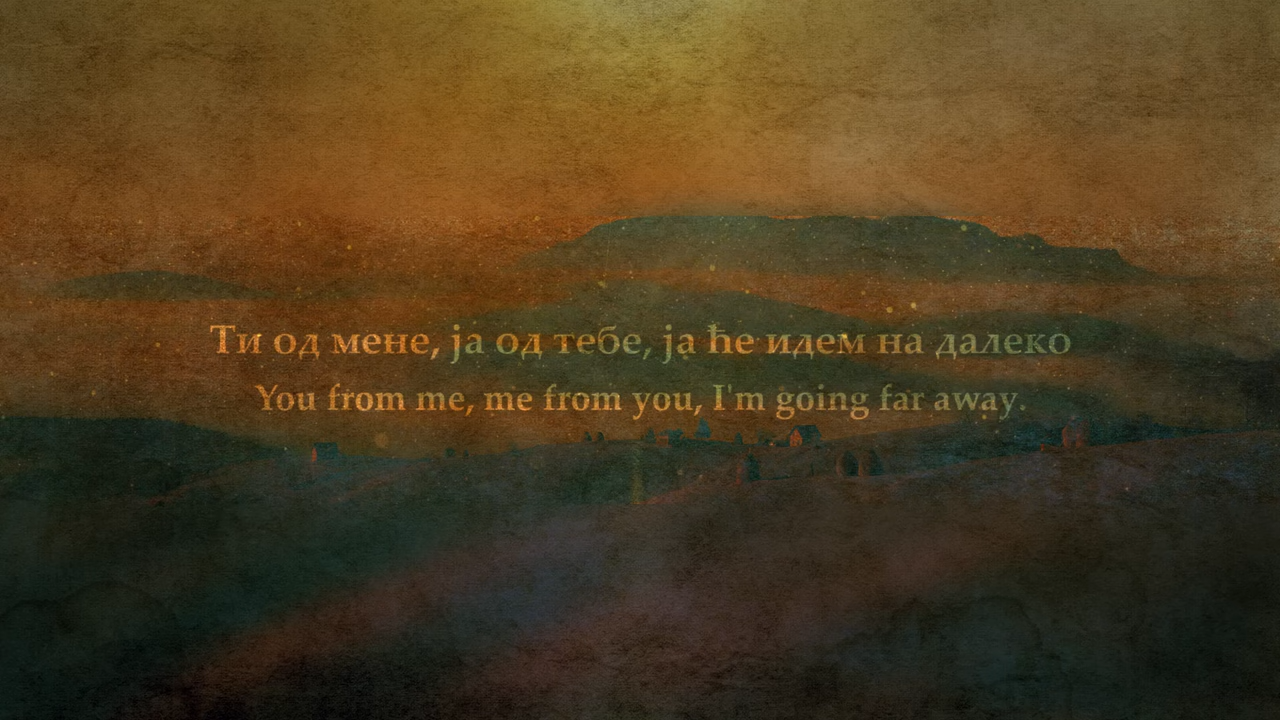 Ти од мене, ја од тебе, ја ће идем на далеко
You from me, me from you, I'm going far away.